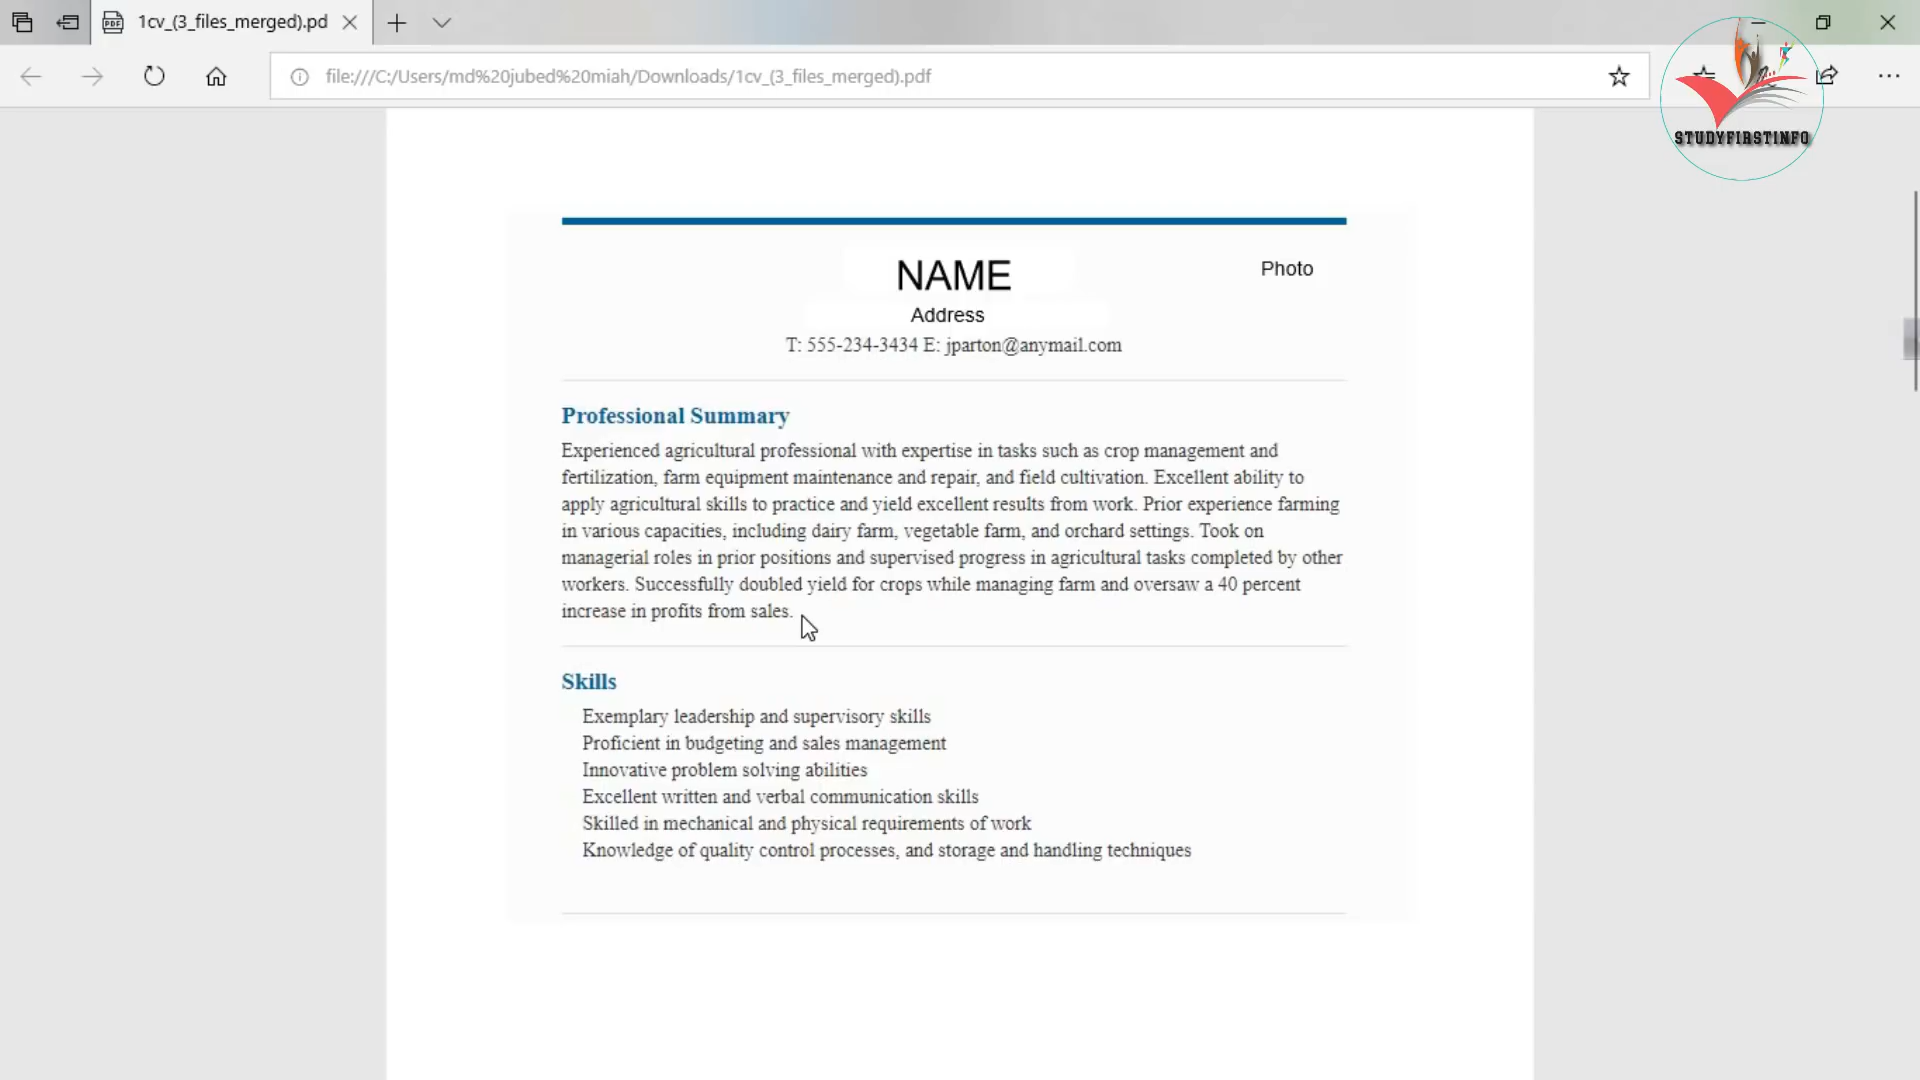 1cv_(3_files_merged).pd
file:///C:/Users/md%20jubed%20miah/Downloads/1cv_(3_files_merged).pdf
STUDYFIRSTINFO
NAME
Photo
Address
T: 555-234-3434 E: jparton@anymail.com
Professional Summary
Experienced agricultural professional with expertise in tasks such as crop management and
fertilization, farm equipment maintenance and repair, and field cultivation. Excellent ability to
apply agricultural skills to practice and yield excellent results from work. Prior experience farming
in various capacities, including dairy farm, vegetable farm, and orchard settings. Took on
managerial roles in prior positions and supervised progress in agricultural tasks completed by other
workers. Successfully doubled yield for crops while managing farm and oversaw a 40 percent
increase in profits from sales.
Skills
Exemplary leadership and supervisory skills
Proficient in budgeting and sales management
Innovative problem solving abilities
Excellent written and verbal communication skills
Skilled in mechanical and physical requirements of work
Knowledge of quality control processes, and storage and handling techniques